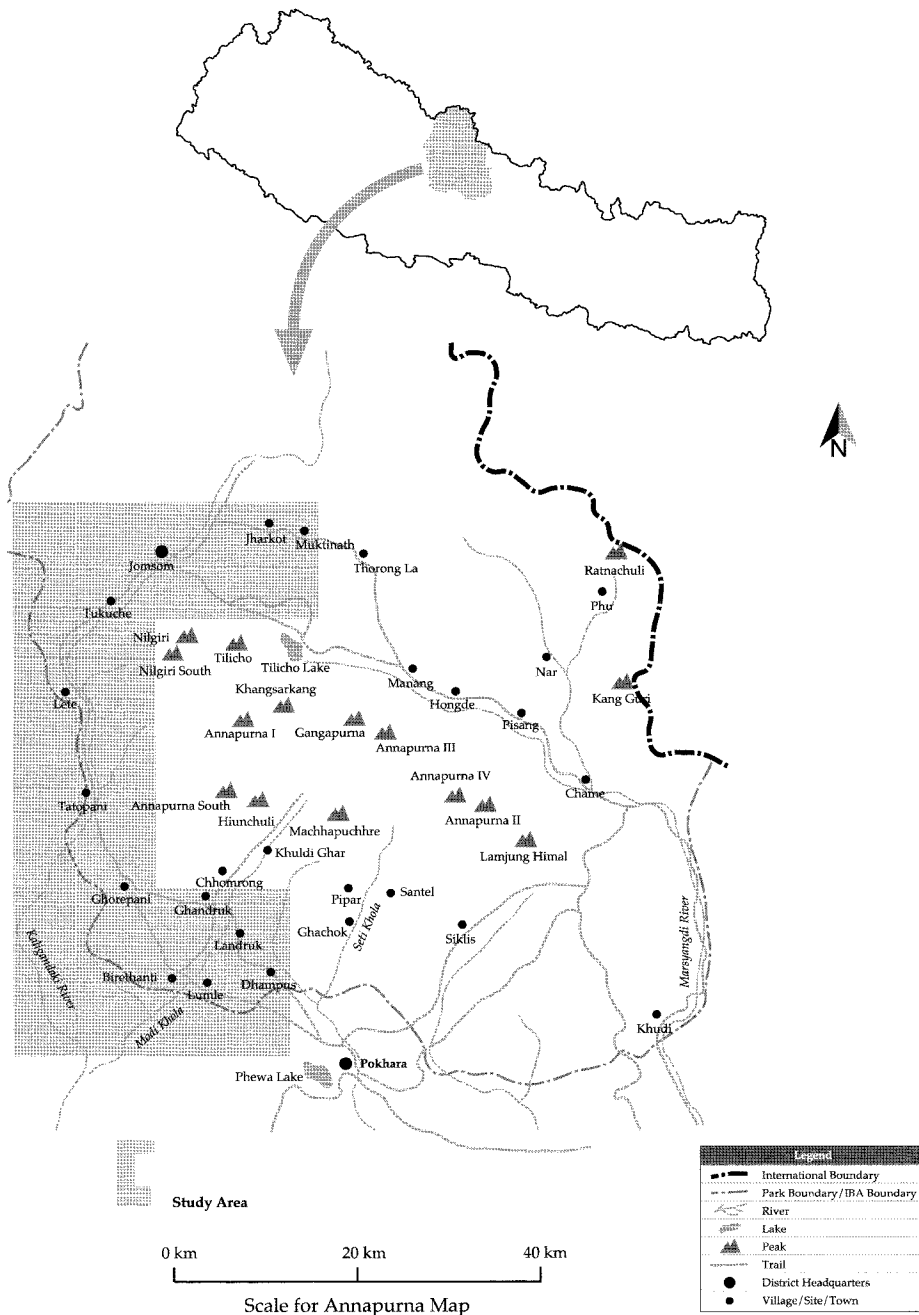 N
Jharkot
Muktinath
Jomsom
Thorong La
Ratnachuli
Phu
Tukuche
Nilgiri
Tilicho
Nilgiri South
Tilicho Lake
Nar
Manang
Khangsarkang
Hongde
Kang Guru
Lete
Annapurna I
Gangapurna
Pisang
Annapurna III
Annapurna IV
Chame
Tatopani
Annapurna South
Hiunchuli
Annapurna II
Machhapuchhre
Lamjung Himal
Khuldi Ghar
Chhomrong
Ghorepani
Ghandruk
Pipar
Santel
Ghachok
Seti Khola
Siklis
Landruk
Marsyangdi River
Kaligandaki River
Birethanti
Lumle
Dhampus
Modi Khola
Khudi
Pokhara
Phewa Lake
Study Area
Legend
International Boundary
Park Boundary/IBA Boundary
River
Lake
Peak
Trail
District Headquarters
Village/Site/Town
0 km
20 km
40 km
Scale for Annapurna Map